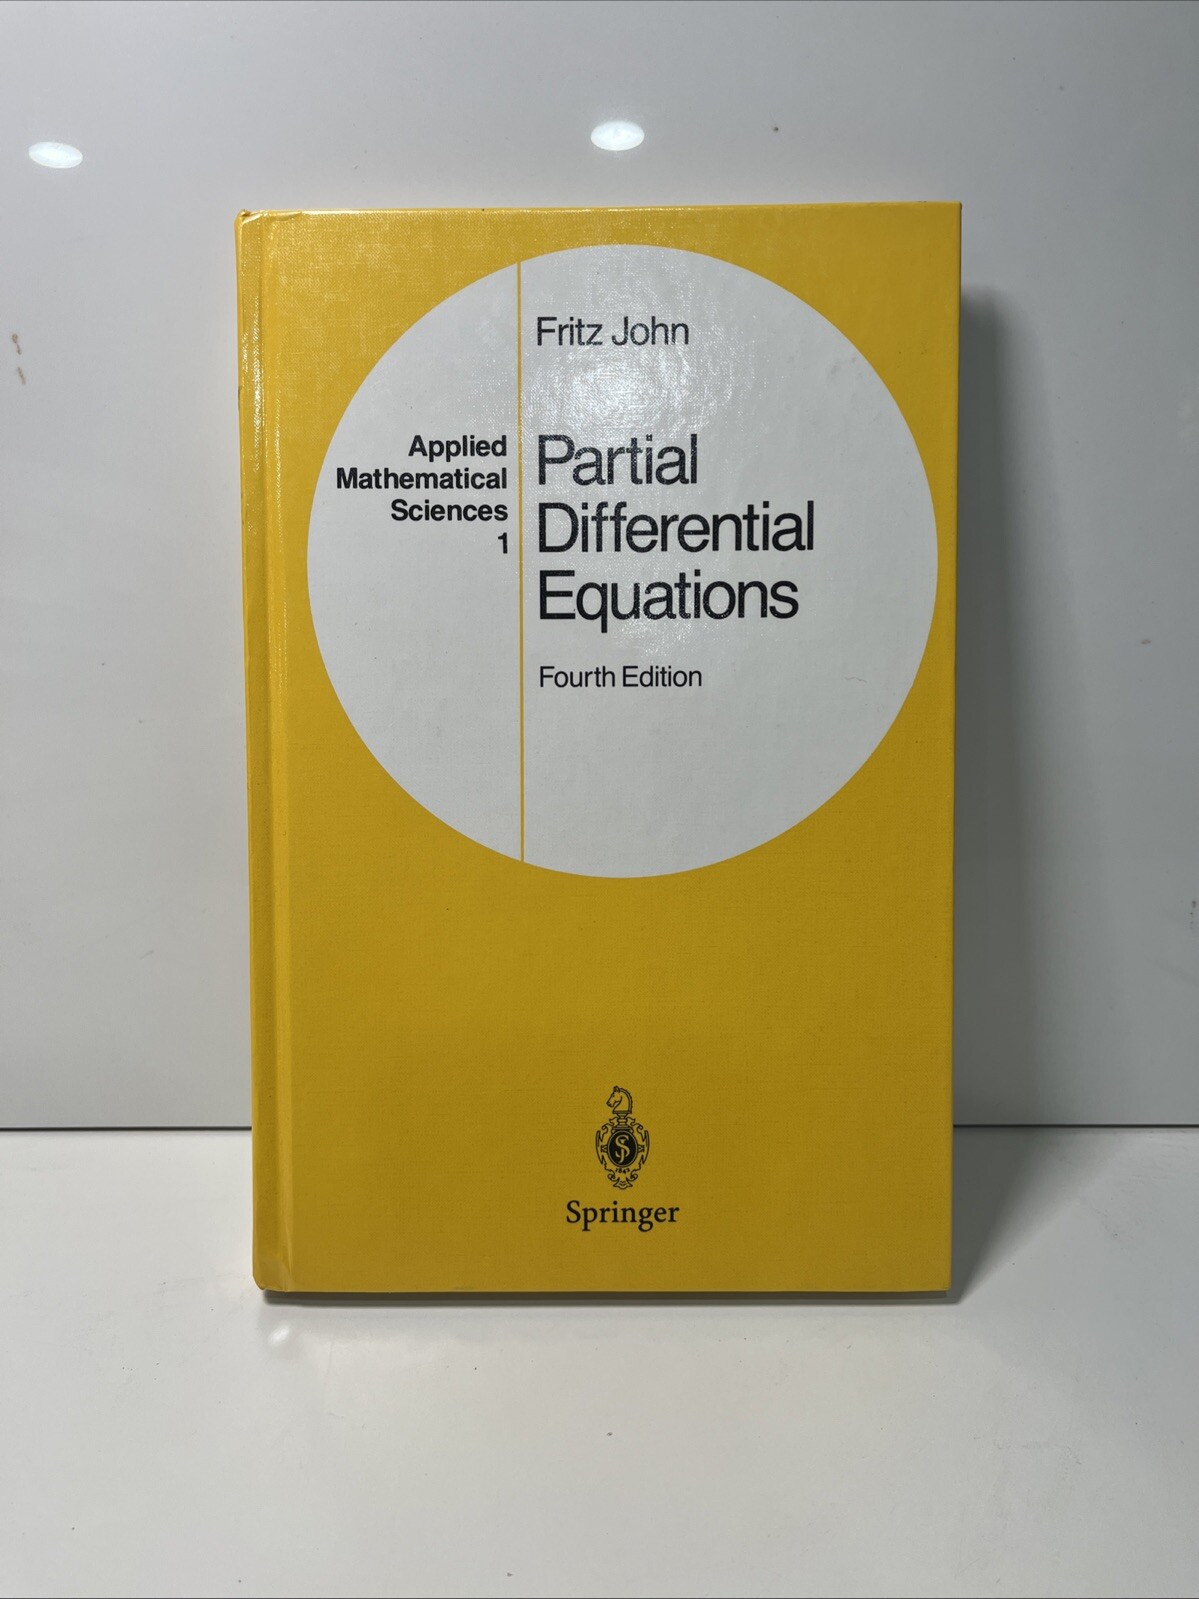 Fritz John
Applied
Mathematical
Sciences
1
Partial
Differential
Equations
Fourth Edition
Springer